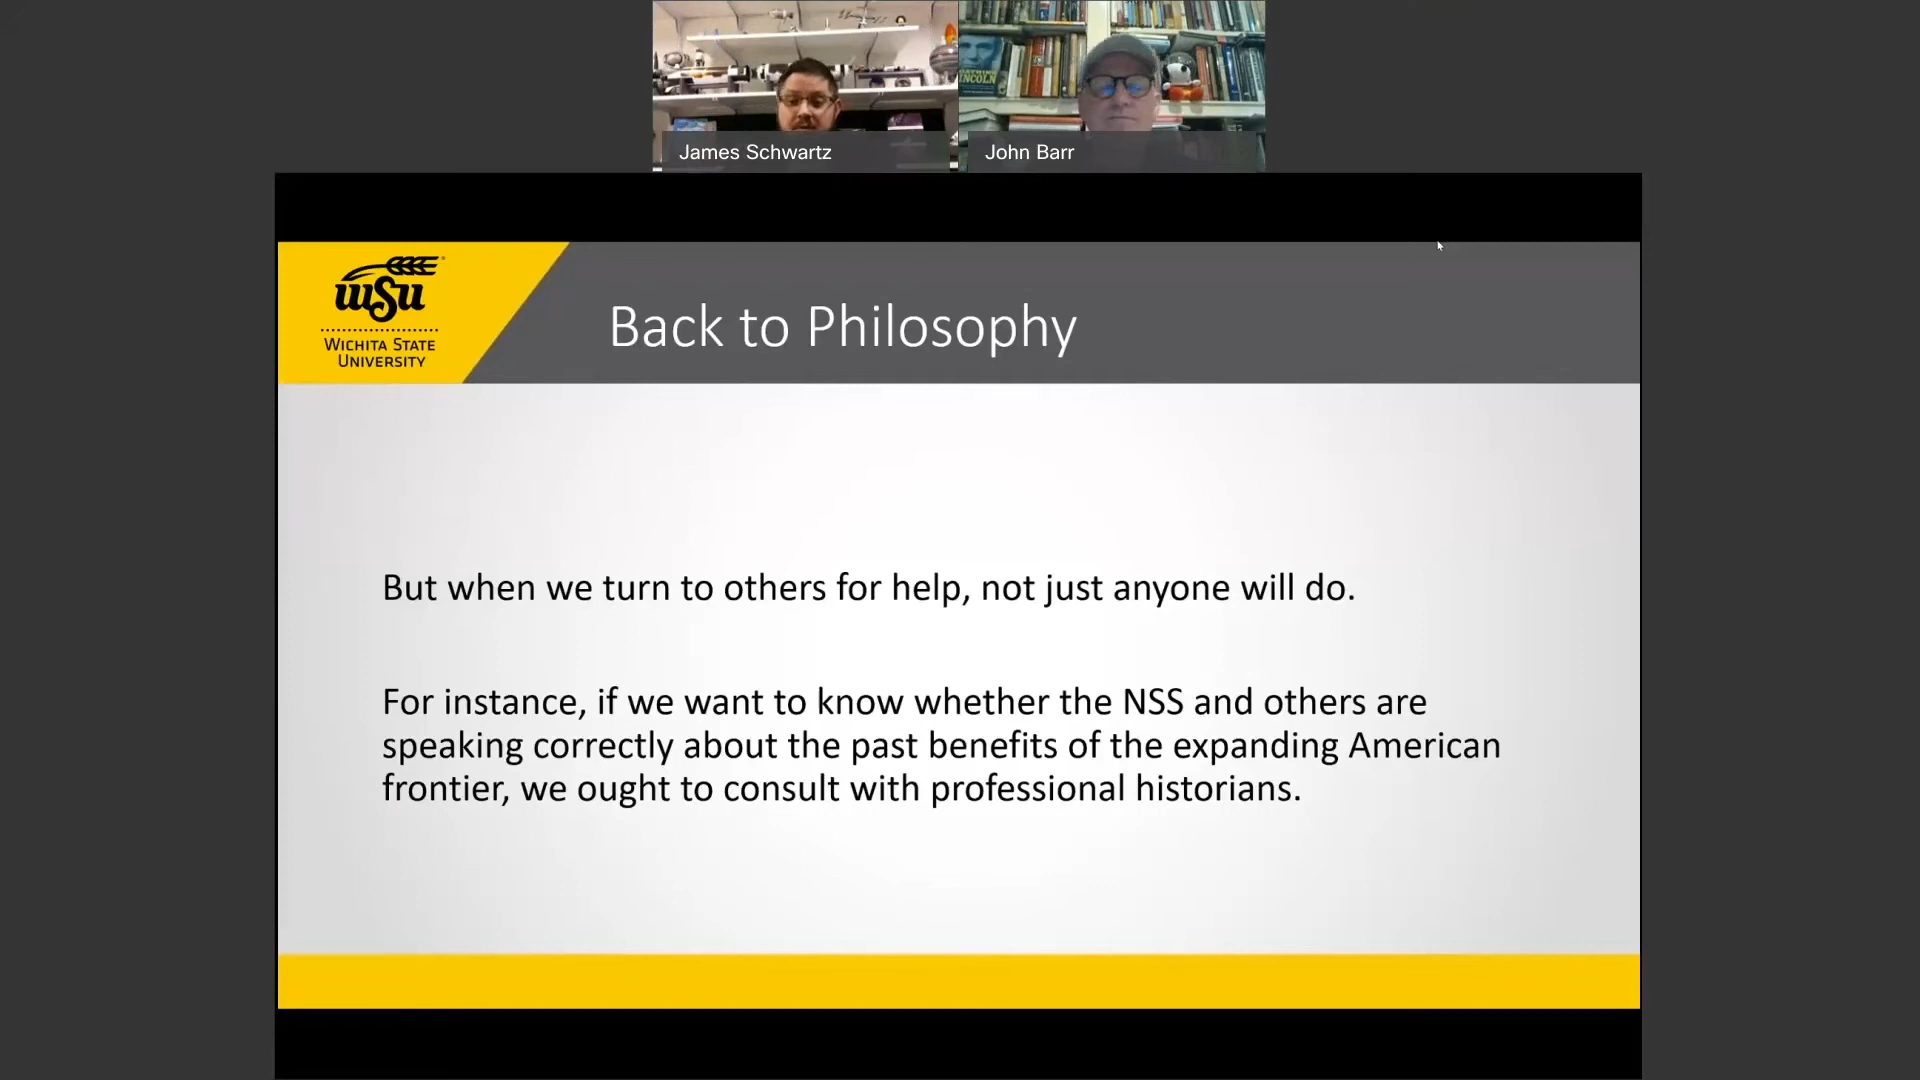 LINCOLN
James Schwartz
John Barr
wsu
WICHITA STATE
UNIVERSITY
Back to Philosophy
But when we turn to others for help, not just anyone will do.
For instance, if we want to know whether the NSS and others are
speaking correctly about the past benefits of the expanding American
frontier, we ought to consult with professional historians.